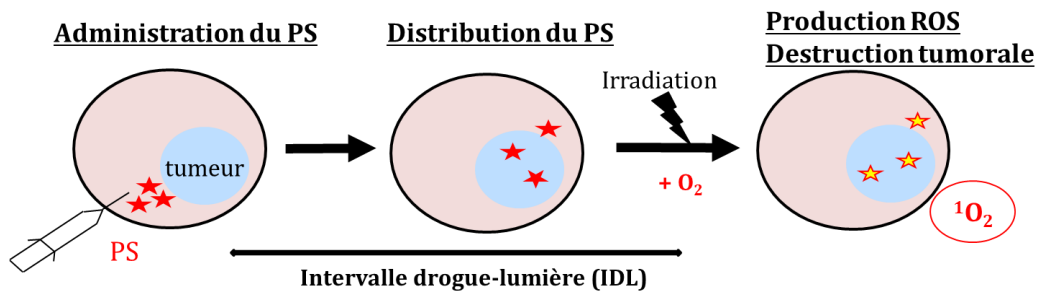 Administration du PS
Distribution du PS
Production ROS
Destruction tumorale
Irradiation
tumeur
+ O₂
PS
¹O₂
Intervalle drogue-lumière (IDL)